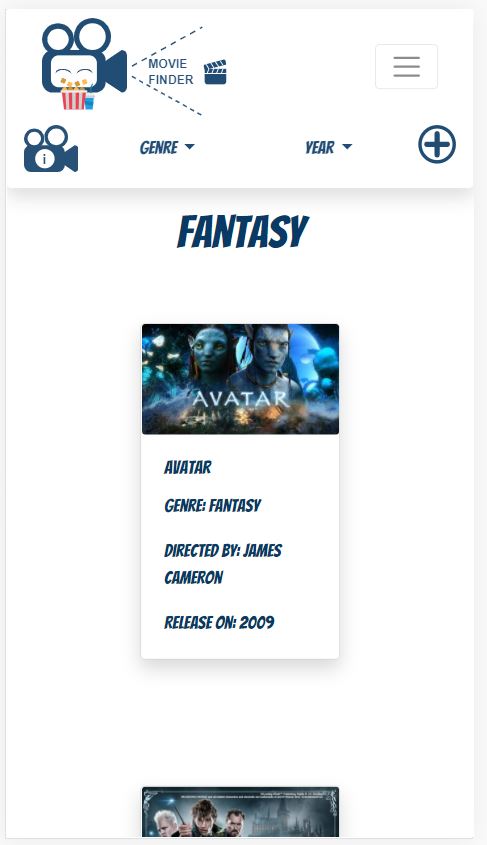 MOVIE
FINDER
i
GENRE
YEAR
FANTASY
AVATAR
AVATAR
GENRE: FANTASY
DIRECTED BY: JAMES
CAMERON
RELEASE ON: 2009